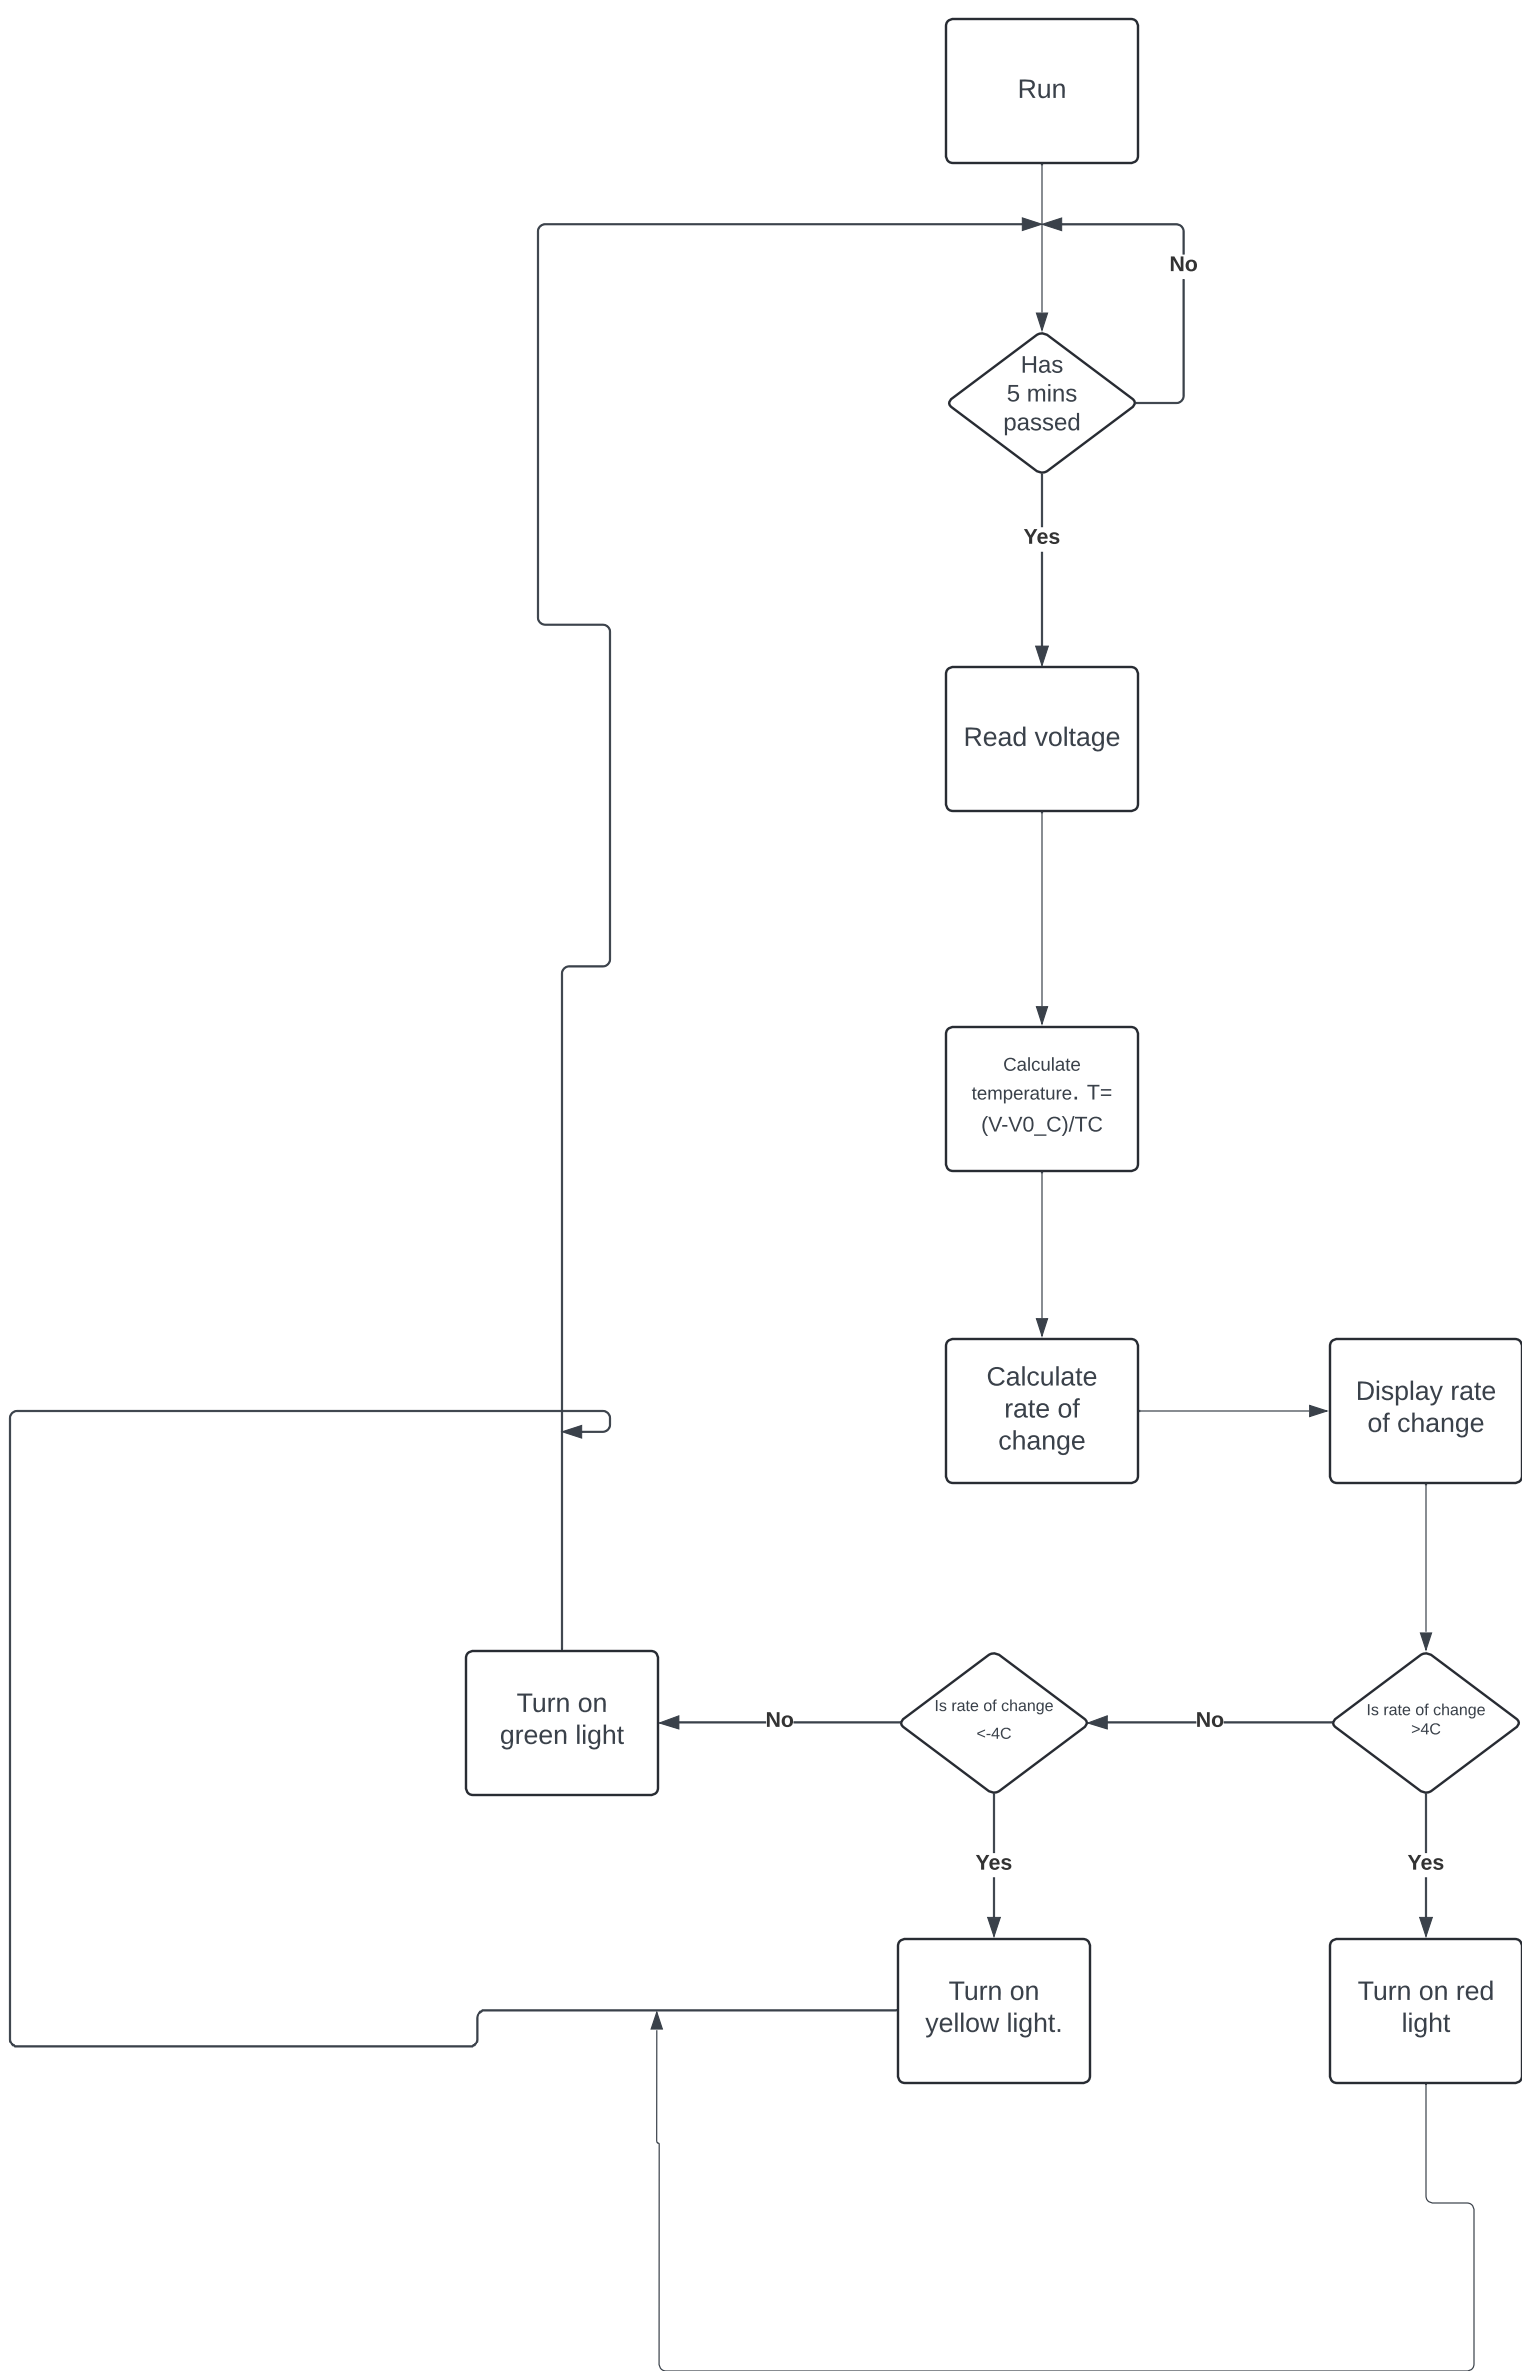 Run
No
Has
5 mins
passed
Yes
Read voltage
Calculate
temperature. T=
(V-V0_C)/TC
Calculate
rate of
change
Display rate
of change
Is rate of change
>4C
No
Is rate of change
<-4C
No
Turn on
green light
Yes
Yes
Turn on
yellow light.
Turn on red
light